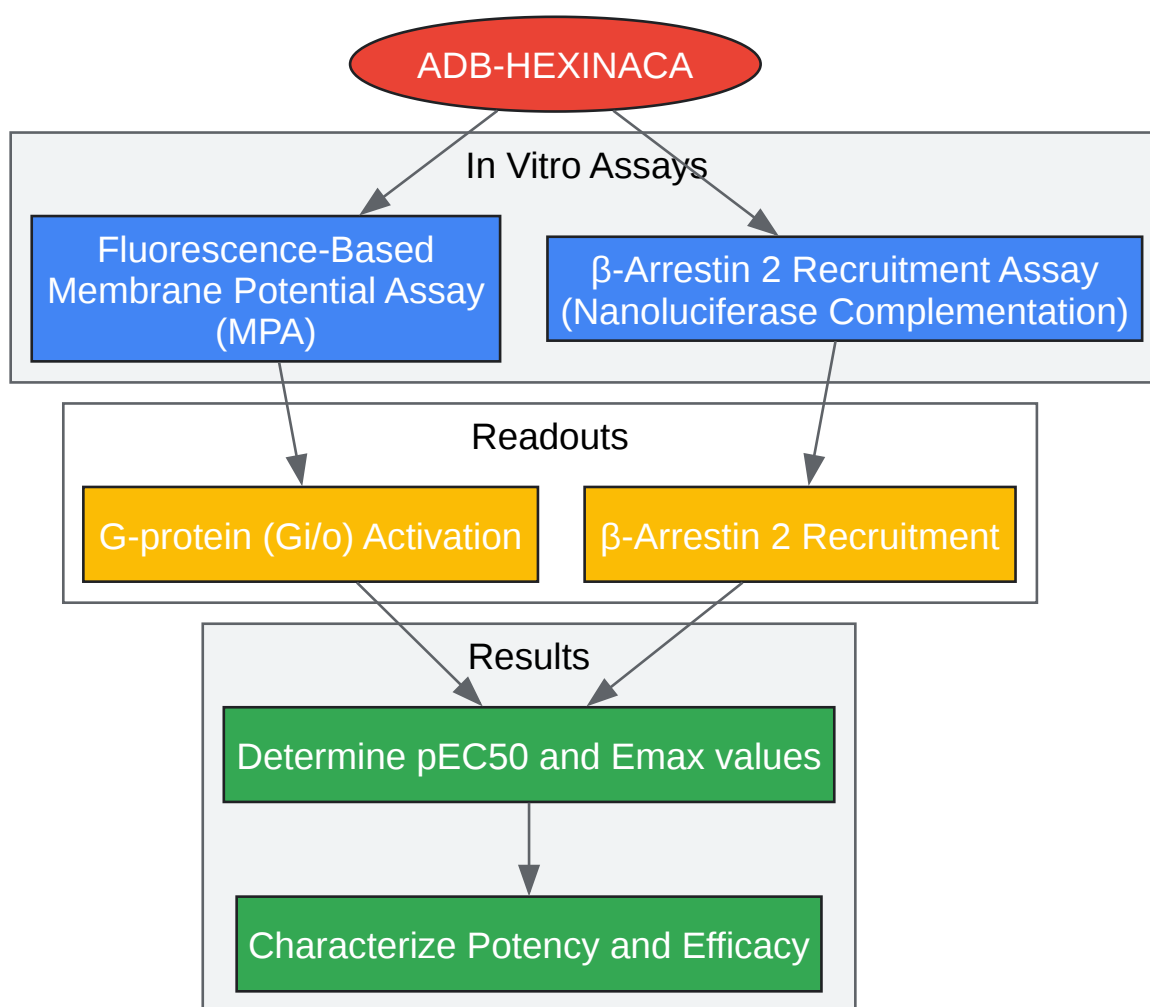 ADB-HEXINACA
In Vitro Assays
Fluorescence-Based
Membrane Potential Assay
(MPA)
β-Arrestin 2 Recruitment Assay
(Nanoluciferase Complementation)
Readouts
G-protein (Gi/o) Activation
β-Arrestin 2 Recruitment
Results
Determine pEC50 and Emax values
Characterize Potency and Efficacy